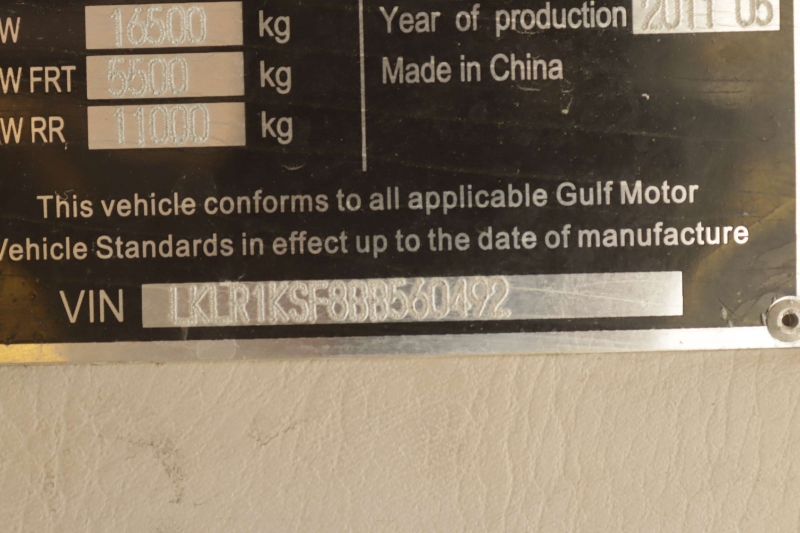 W 16500 kg
W FRT 5500 kg
W RR 11000 kg
Year of production 2011 05
Made in China
This vehicle conforms to all applicable Gulf Motor
Vehicle Standards in effect up to the date of manufacture
VIN LKLR1KSF8BB560492